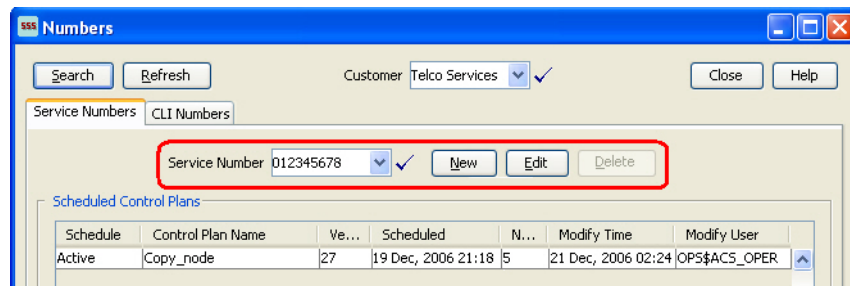 SSS Numbers
Search Refresh Customer Telco Services Close Help
Service Numbers CLI Numbers
Service Number 012345678 New Edit Delete
Scheduled Control Plans
Schedule Control Plan Name Ve... Scheduled N... Modify Time Modify User
Active Copy_node 27 19 Dec, 2006 21:18 5 21 Dec, 2006 02:24 OPS$ACS_OPER